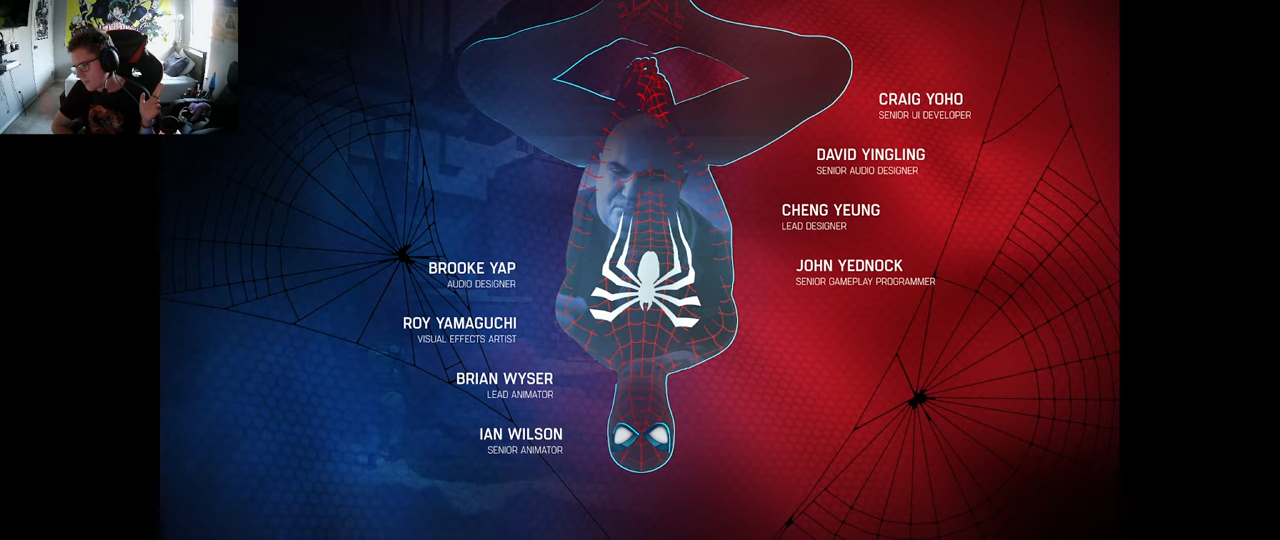 BROOKE YAP
AUDIO DESIGNER
ROY YAMAGUCHI
VISUAL EFFECTS ARTIST
BRIAN WYSER
LEAD ANIMATOR
IAN WILSON
SENIOR ANIMATOR
CRAIG YOHO
SENIOR UI DEVELOPER
DAVID YINGLING
SENIOR AUDIO DESIGNER
CHENG YEUNG
LEAD DESIGNER
JOHN YEDNOCK
SENIOR GAMEPLAY PROGRAMMER